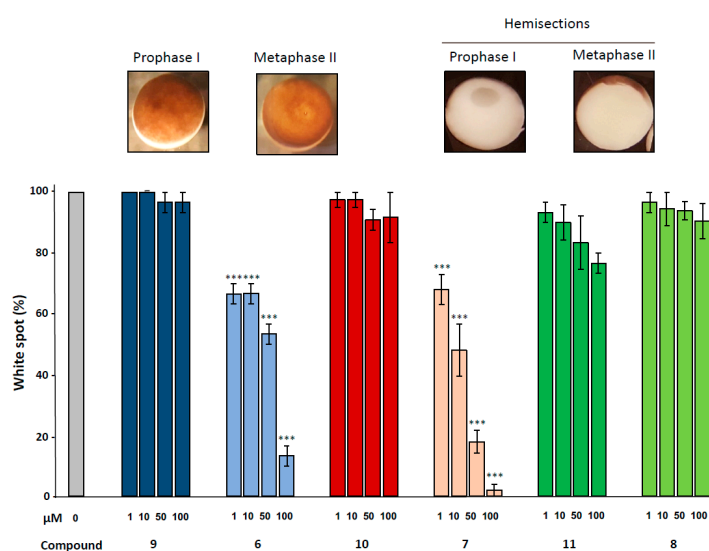 Hemisections
Prophase I
Metaphase II
Prophase I
Metaphase II
White spot (%)
100
80
60
40
20
0
***
***
***
***
***
***
***
***
μM 0 1 10 50 100 1 10 50 100 1 10 50 100 1 10 50 100 1 10 50 100 1 10 50 100
Compound 9 6 10 7 11 8